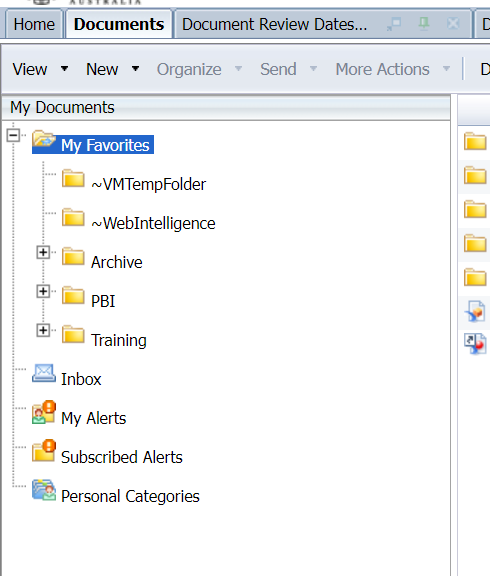 AUSTRALIA
Home Documents Document Review Dates... D
View New Organize Send More Actions D
My Documents
My Favorites
~VMTempFolder
~WebIntelligence
Archive
PBI
Training
Inbox
My Alerts
Subscribed Alerts
Personal Categories